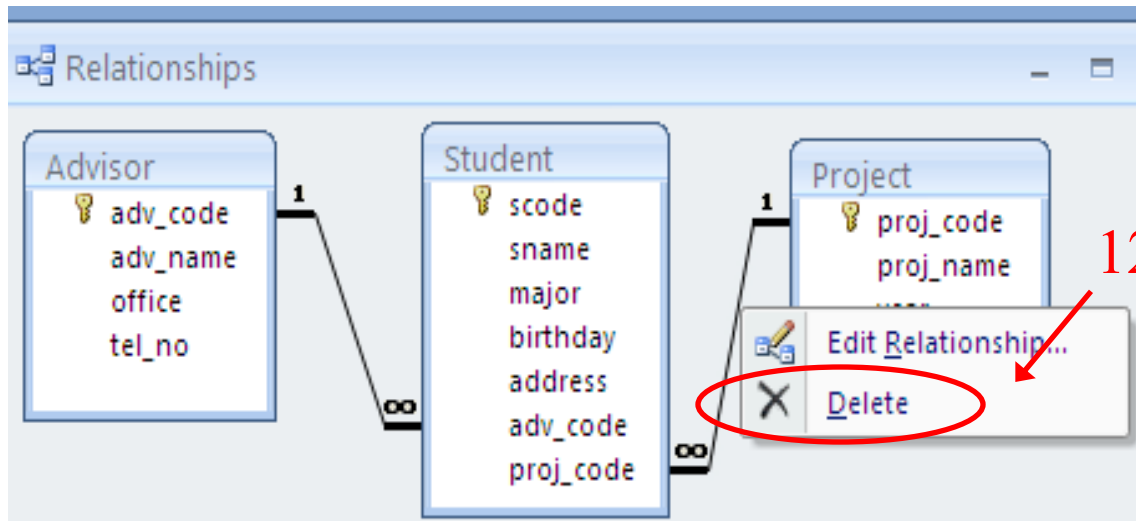 Relationships
Advisor
1
adv_code
adv_name
office
tel_no
∞
Student
scode
sname
major
birthday
address
adv_code
proj_code
∞
1
Project
proj_code
proj_name
12
Edit Relationship...
Delete